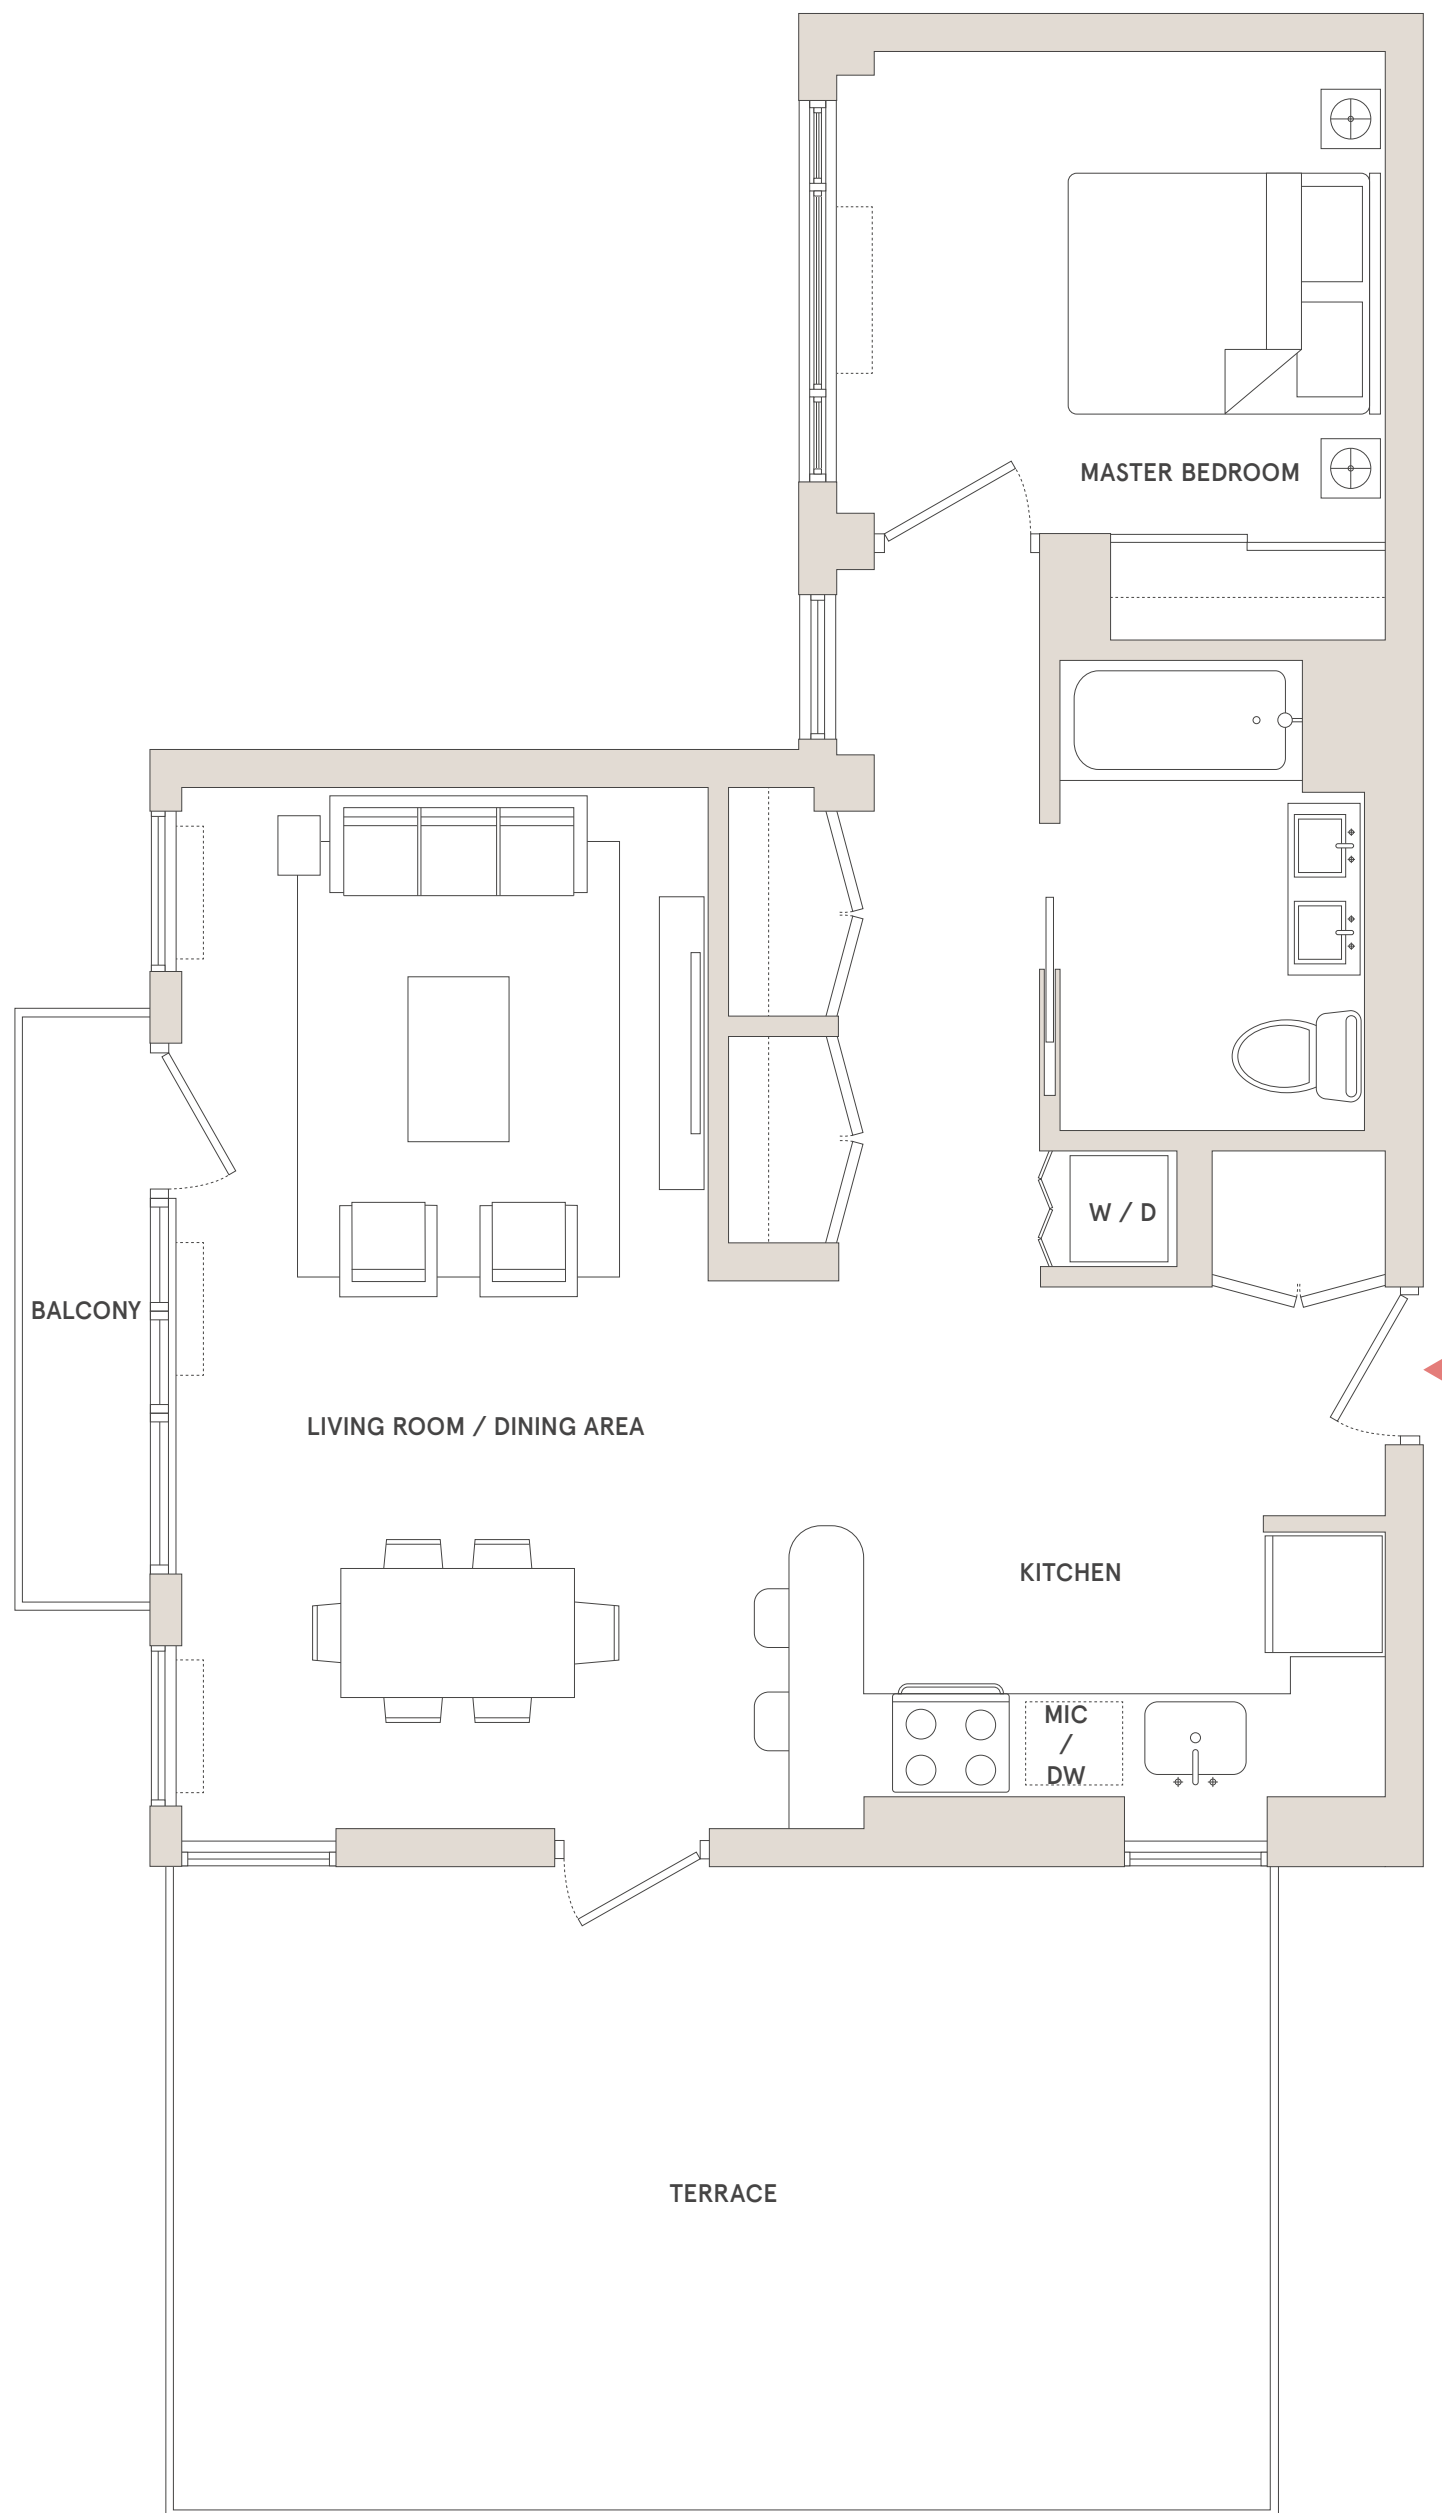 MASTER BEDROOM
W / D
BALCONY
LIVING ROOM / DINING AREA
KITCHEN
MIC
/
DW
TERRACE